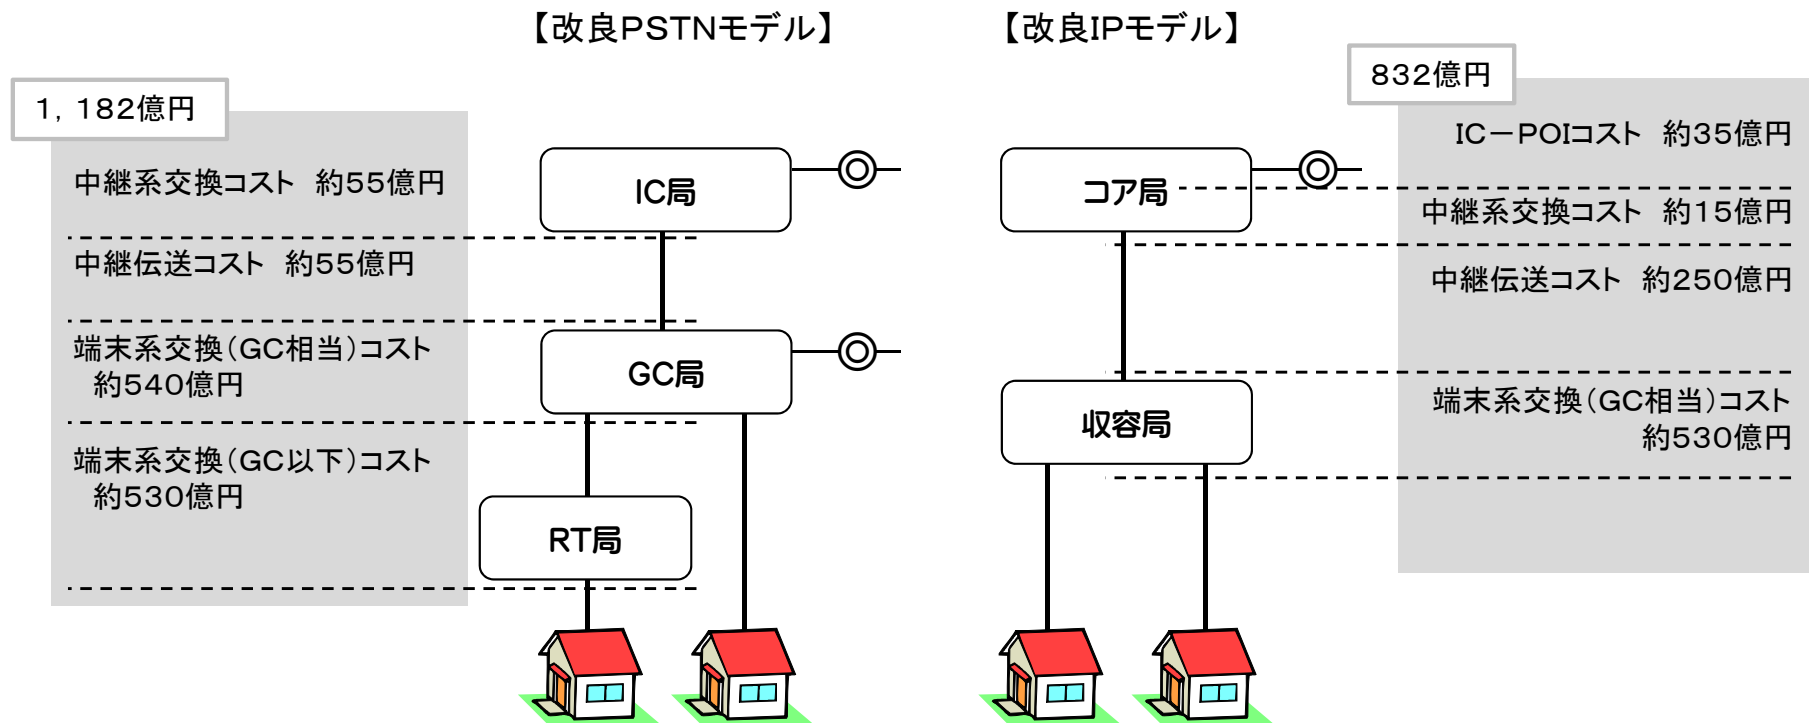 【改良PSTNモデル】
【改良IPモデル】
1,182億円
中継系交換コスト 約55億円
中継伝送コスト 約55億円
端末系交換(GC相当)コスト
約540億円
端末系交換(GC以下)コスト
約530億円
IC局
GC局
RT局
コア局
収容局
832億円
IC-POIコスト 約35億円
中継系交換コスト 約15億円
中継伝送コスト 約250億円
端末系交換(GC相当)コスト
約530億円